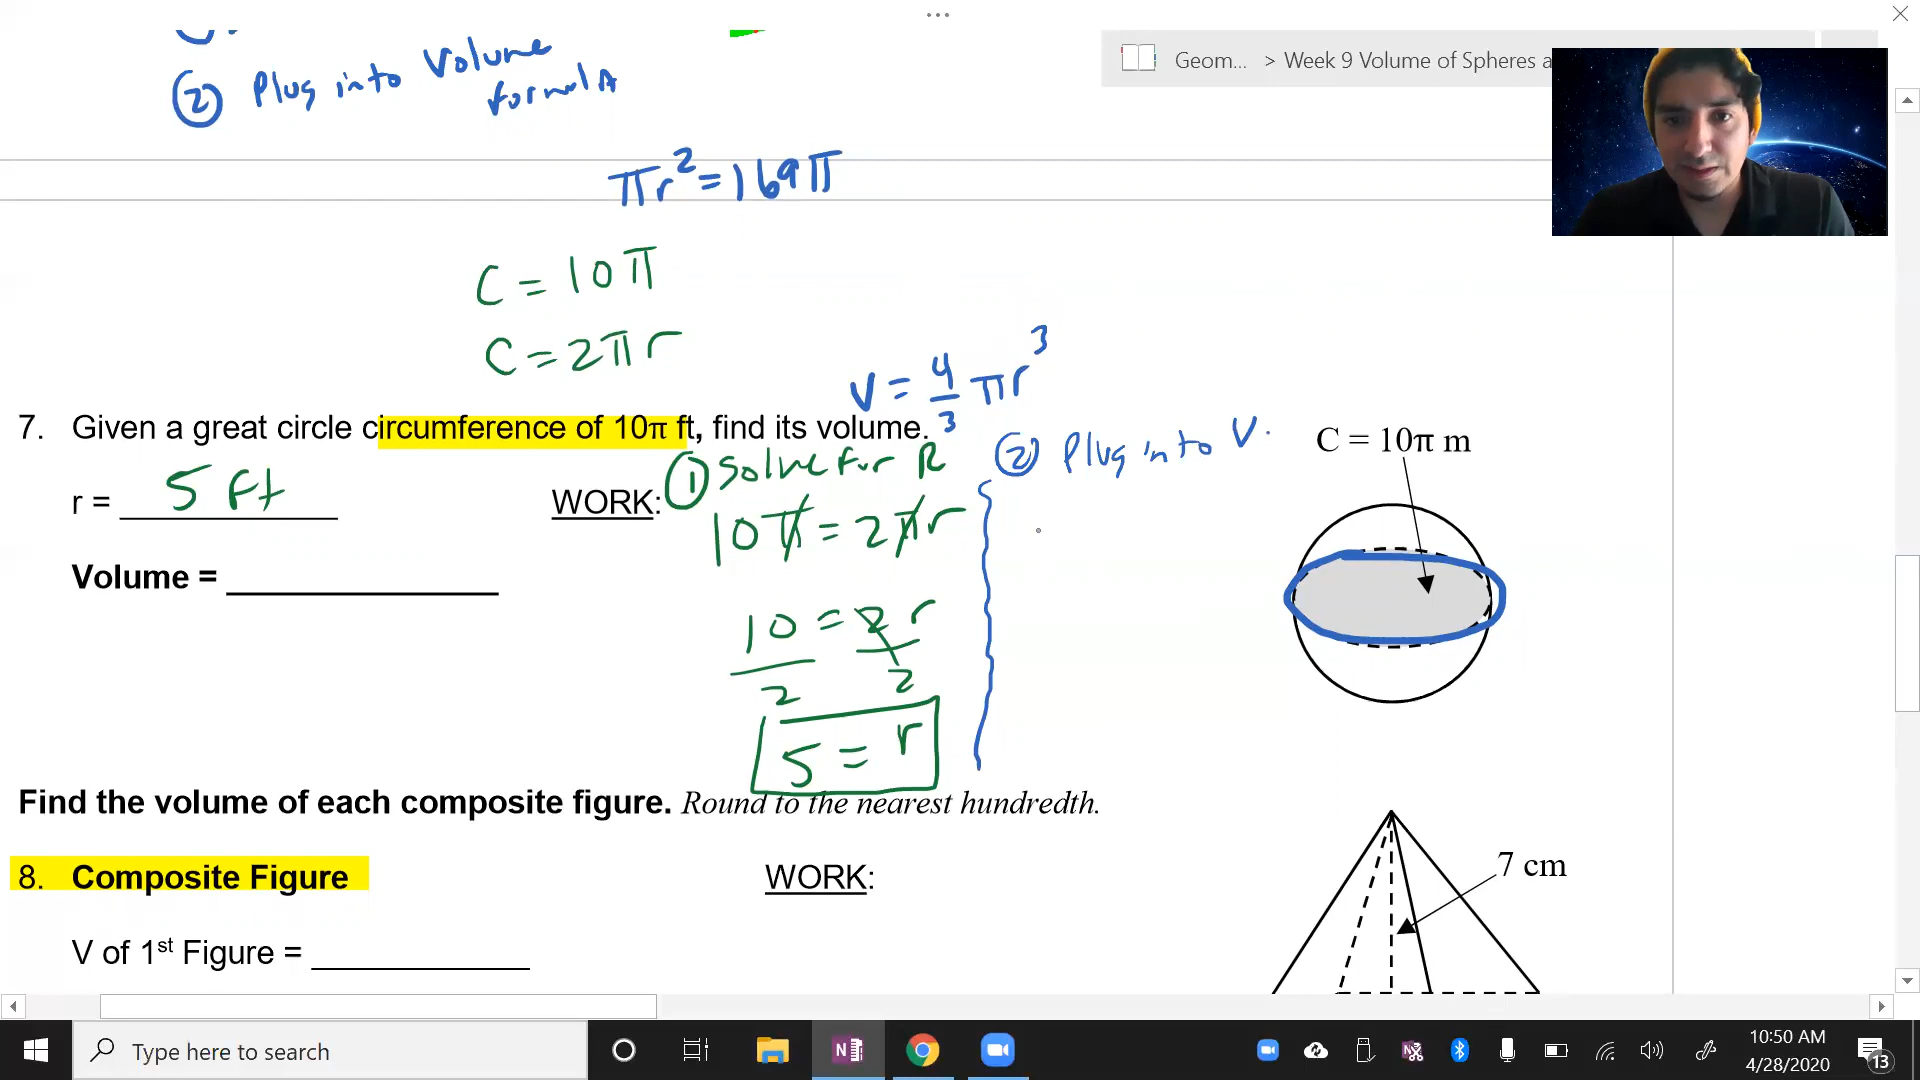 ② Plug into Volume
formulA
Geom... > Week 9 Volume of Spheres a
πr²=169π
C = 10π
C = 2πr
V = 4/3 πr³
7. Given a great circle circumference of 10π ft, find its volume.
① Solve for R
② Plug into V.
C = 10π m
r = 5 Ft
WORK:
10π = 2πr
Volume =
10 = 2r
2 2
5 = r
Find the volume of each composite figure. Round to the nearest hundredth.
8. Composite Figure
WORK:
7 cm
V of 1st Figure =
Type here to search
N
10:50 AM
4/28/2020
13